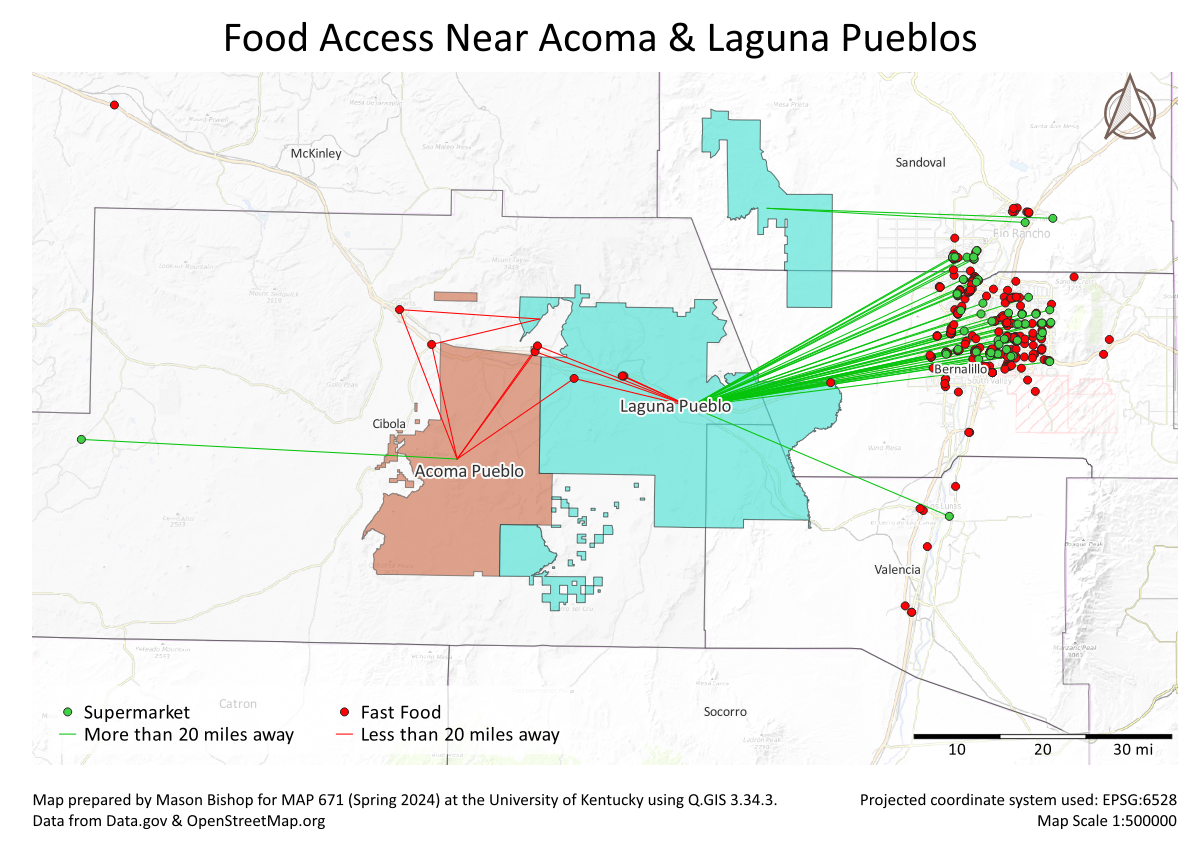 Food Access Near Acoma & Laguna Pueblos
McKinley
Sandoval
Rio Rancho
Bernalillo
South Valley
Laguna Pueblo
Cibola
Acoma Pueblo
Valencia
Catron
Socorro
Supermarket
Fast Food
More than 20 miles away
Less than 20 miles away
10 20 30 mi
Map prepared by Mason Bishop for MAP 671 (Spring 2024) at the University of Kentucky using Q.GIS 3.34.3.
Data from Data.gov & OpenStreetMap.org
Projected coordinate system used: EPSG:6528
Map Scale 1:500000